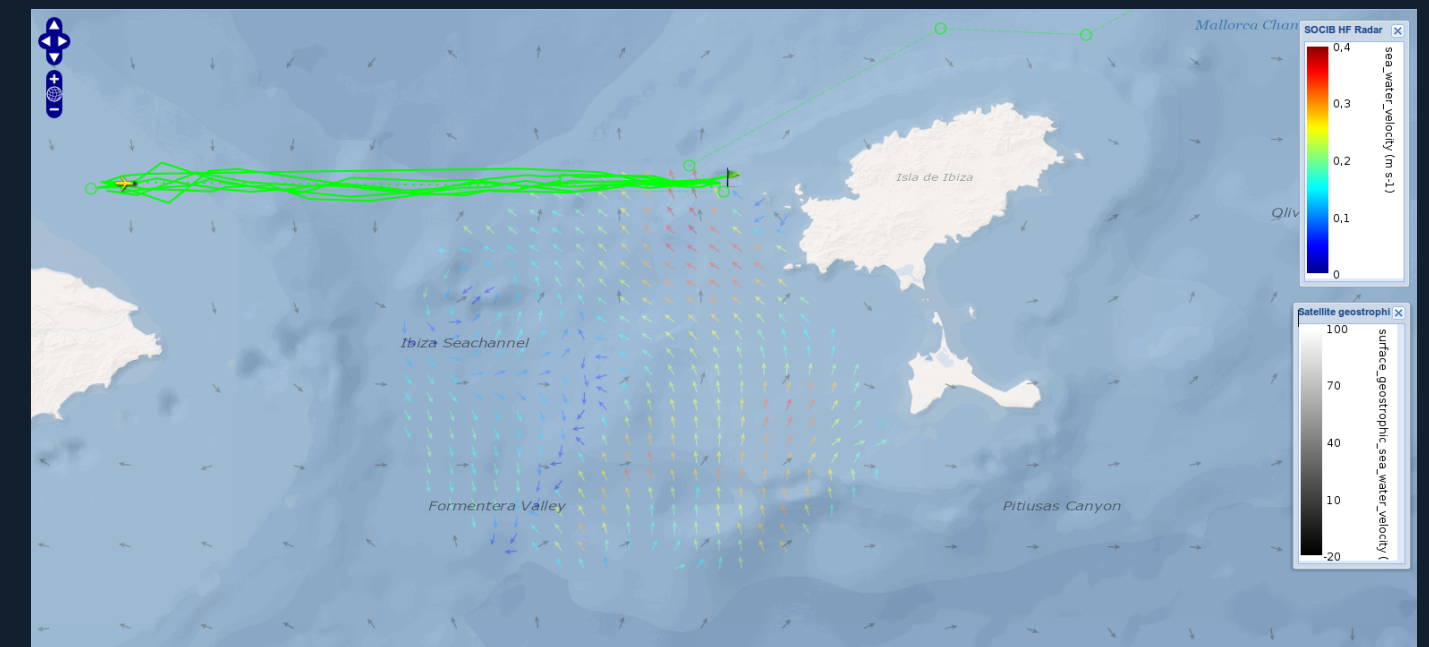 Mallorca Chan
SOCIB HF Radar
0,4
0,3
0,2
0,1
0
sea_water_velocity (m s-1)
Isla de Ibiza
Oliv
Ibiza Seachannel
Satellite geostrophi
100
70
40
10
-20
surface_geostrophic_sea_water_velocity (
Formentera Valley
Pitiusas Canyon